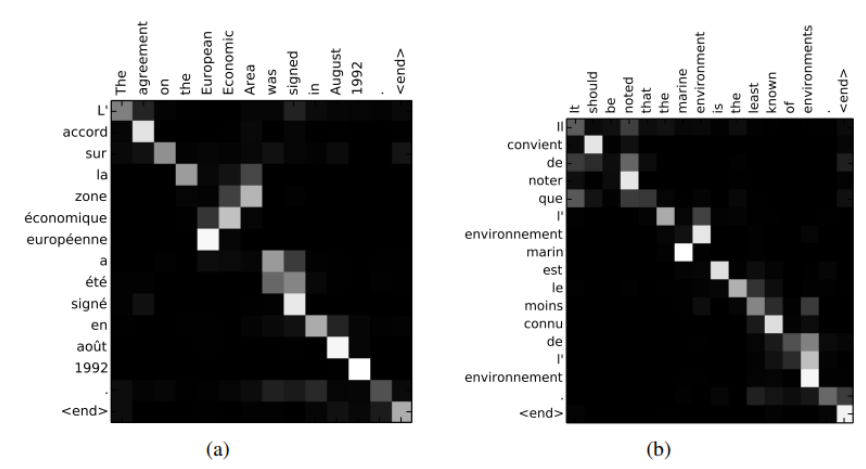 The agreement on the European Economic Area was signed in August 1992 . <end>
L'
accord
sur
la
zone
économique
européenne
a
été
signé
en
août
1992
.
<end>
(a)
It should be noted that the marine environment is the least known of environments . <end>
Il
convient
de
noter
que
l'
environnement
marin
est
le
moins
connu
de
l'
environnement
.
<end>
(b)